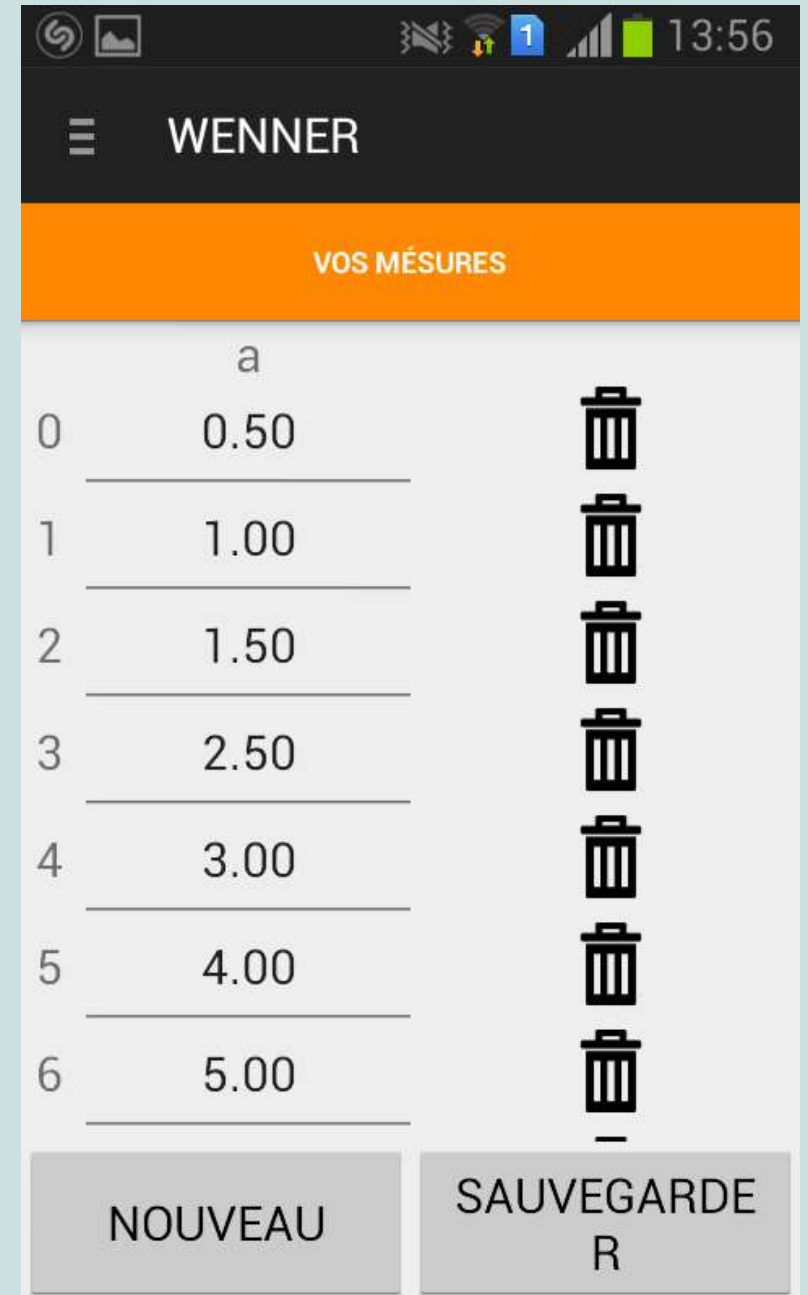 1 13:56
WENNER
VOS MÉSURES
a
0 0.50
1 1.00
2 1.50
3 2.50
4 3.00
5 4.00
6 5.00
NOUVEAU
SAUVEGARDE
R